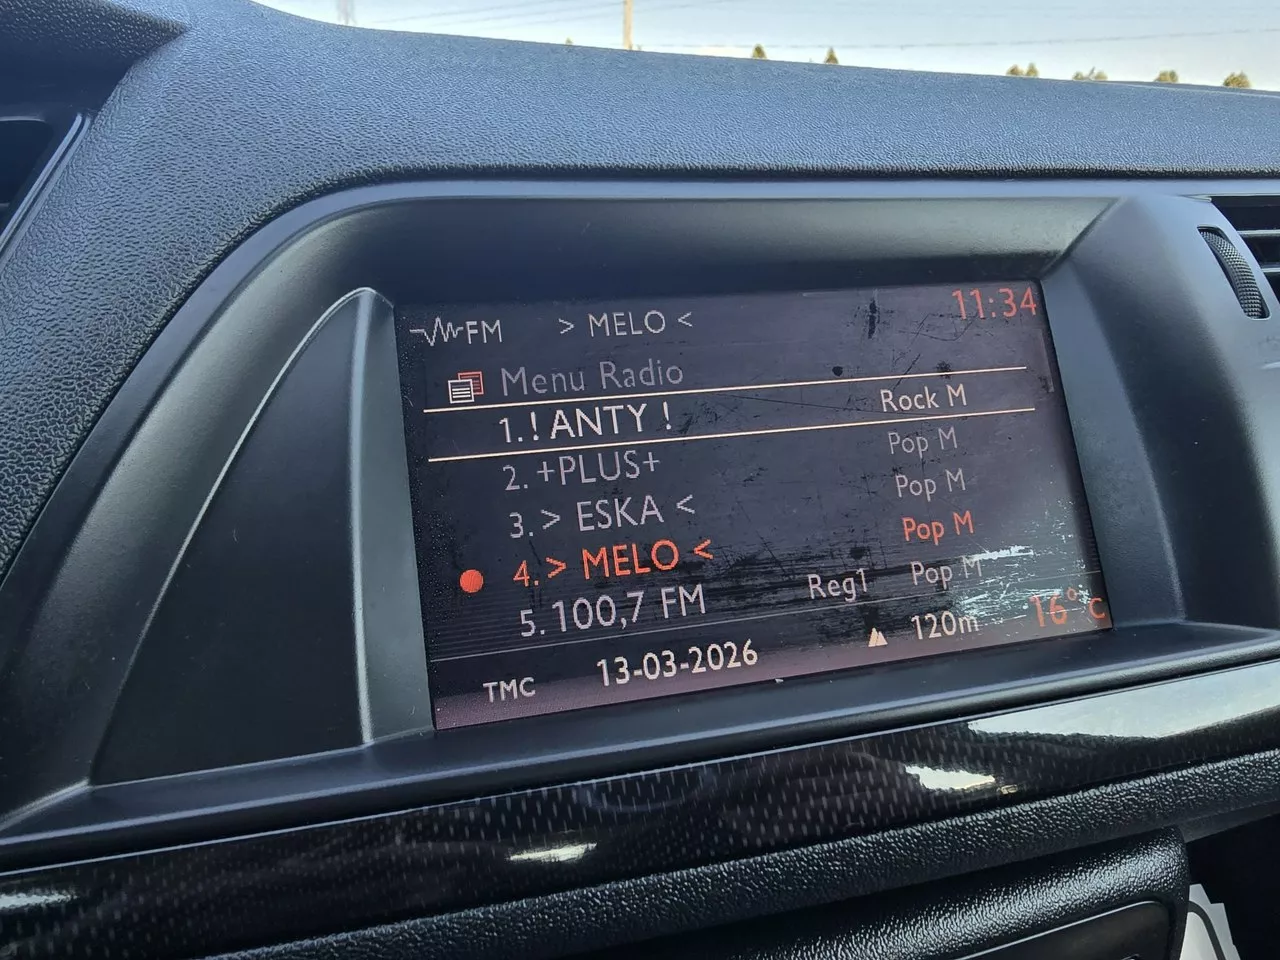 FM > MELO < 11:34
Menu Radio
1. ! ANTY ! Rock M
2. +PLUS+ Pop M
3. > ESKA < Pop M
4. > MELO < Pop M
5. 100,7 FM Reg1 Pop M
TMC 13-03-2026 120m 16° C